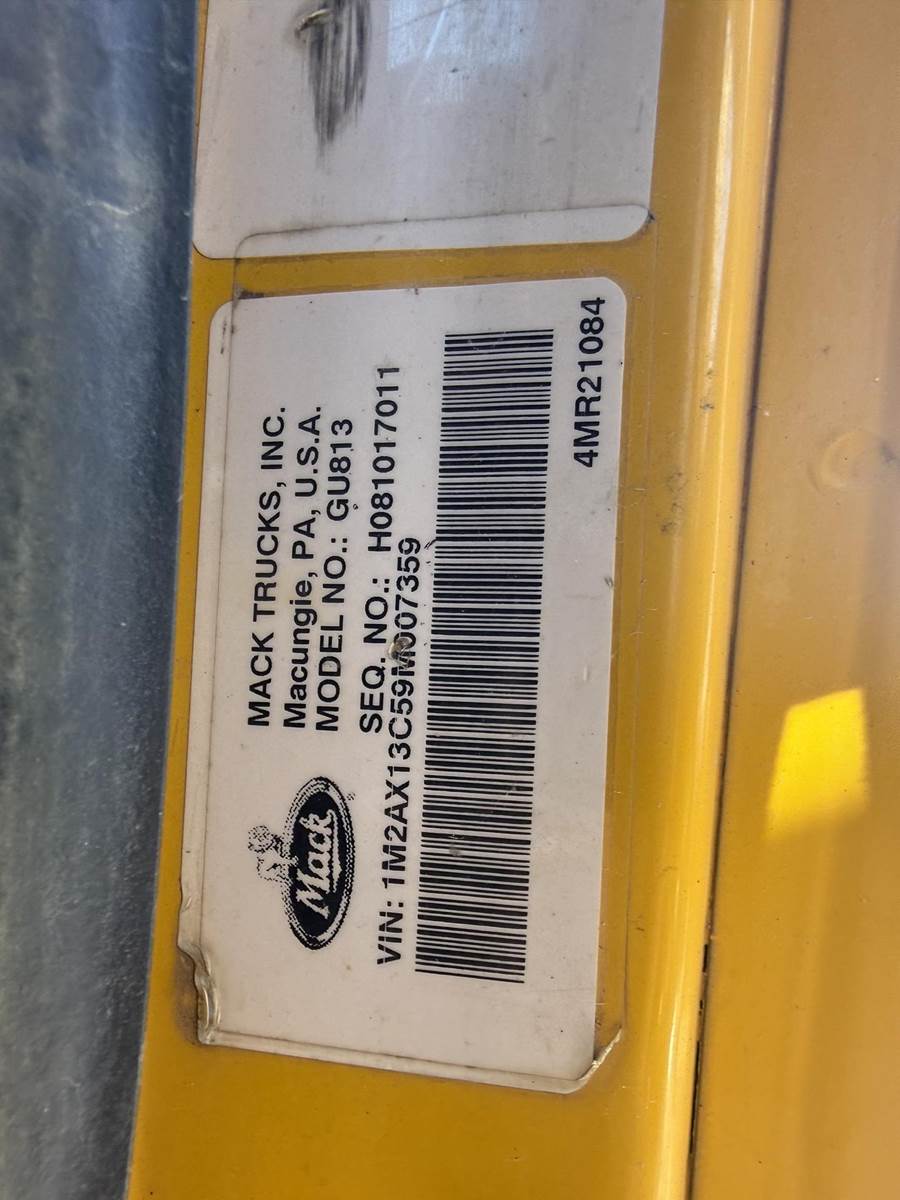 MACK TRUCKS, INC.
Macungie, PA, U.S.A.
MODEL NO.: GU813
SEQ. NO.: H081017011
VIN: 1M2AX13C59M007359
Mack
®
4MR21084